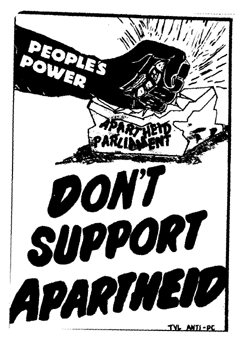 PEOPLE'S
POWER
APARTHEID
PARLIAMENT
DON'T
SUPPORT
APARTHEID
TVL ANTI-PC